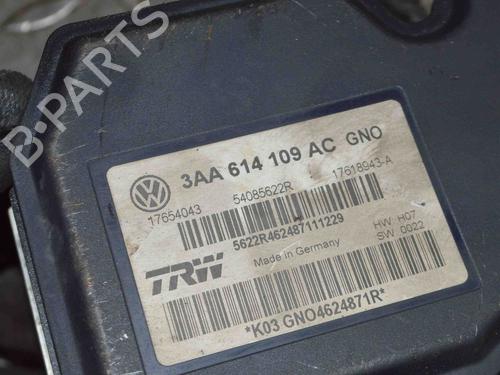 B-PARTS
3AA 614 109 AC GNO
17654043 54085622R 17618943-A
5622R462487111229
TRW Made in Germany HW H07
SW 0022
*K03 GNO4624871R*